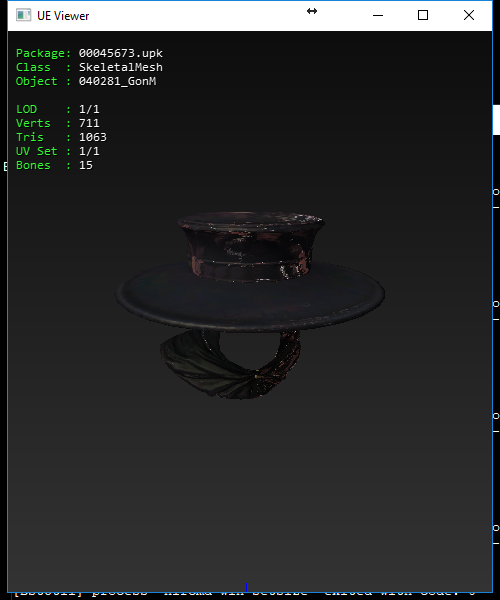 UE Viewer
Package: 00045673.upk
Class : SkeletalMesh
Object : 040281_GonM
LOD : 1/1
Verts : 711
Tris : 1063
UV Set : 1/1
Bones : 15